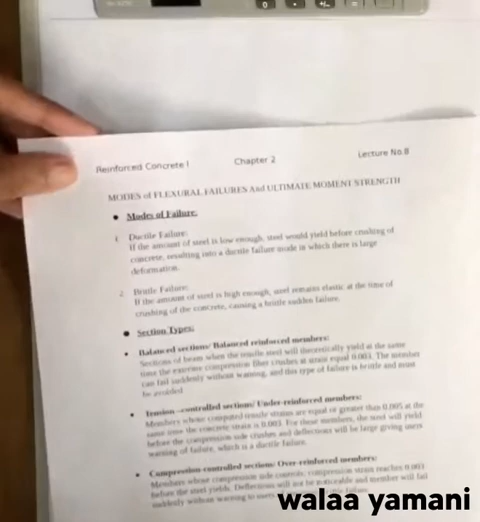 Reinforced Concrete I Chapter 2 Lecture No.8
MODES of FLEXURAL FAILURES And ULTIMATE MOMENT STRENGTH
Modes of Failure:
1. Ductile Failure:
If the amount of steel is low enough, steel would yield before crushing of
concrete, resulting into a ductile failure mode in which there is large
deformation.
2. Brittle Failure:
If the amount of steel is high enough, steel remains elastic at the time of
crushing of the concrete, causing a brittle sudden failure.
Section Types:
Balanced sections/ Balanced reinforced members:
Sections of beam when the tensile steel will theoretically yield at the same
time the extreme compression fiber crushes at strain equal 0.003. The member
can fail suddenly without warning, and this type of failure is brittle and must
be avoided.
Tension –controlled sections/ Under-reinforced members:
Members whose computed tensile strains are equal or greater than 0.005 at the
same time the concrete strain is 0.003. For these members, the steel will yield
before the compression side crushes and deflections will be large giving users
warning of failure, which is a ductile failure.
Compression-controlled sections/ Over-reinforced members:
Members whose compression side controls; compression strain reaches 0.003
before the steel yields. Deflections will not be noticeable and member will fail
suddenly without warning to users
walaa yamani